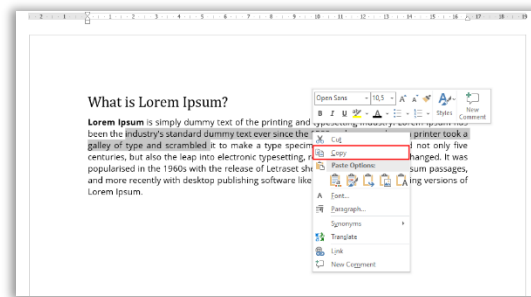 What is Lorem Ipsum?
Open Sans 10,5 A A
B I U A Styles New Comment
Lorem Ipsum is simply dummy text of the printing and typesetting industry. Lorem Ipsum has
been the industry's standard dummy text ever since the printer took a
galley of type and scrambled it to make a type specim not only five
centuries, but also the leap into electronic typesetting, r hanged. It was
popularised in the 1960s with the release of Letraset she sum passages,
and more recently with desktop publishing software like ing versions of
Lorem Ipsum.
Cut
Copy
Paste Options:
Font...
Paragraph...
Synonyms
Translate
Link
New Comment